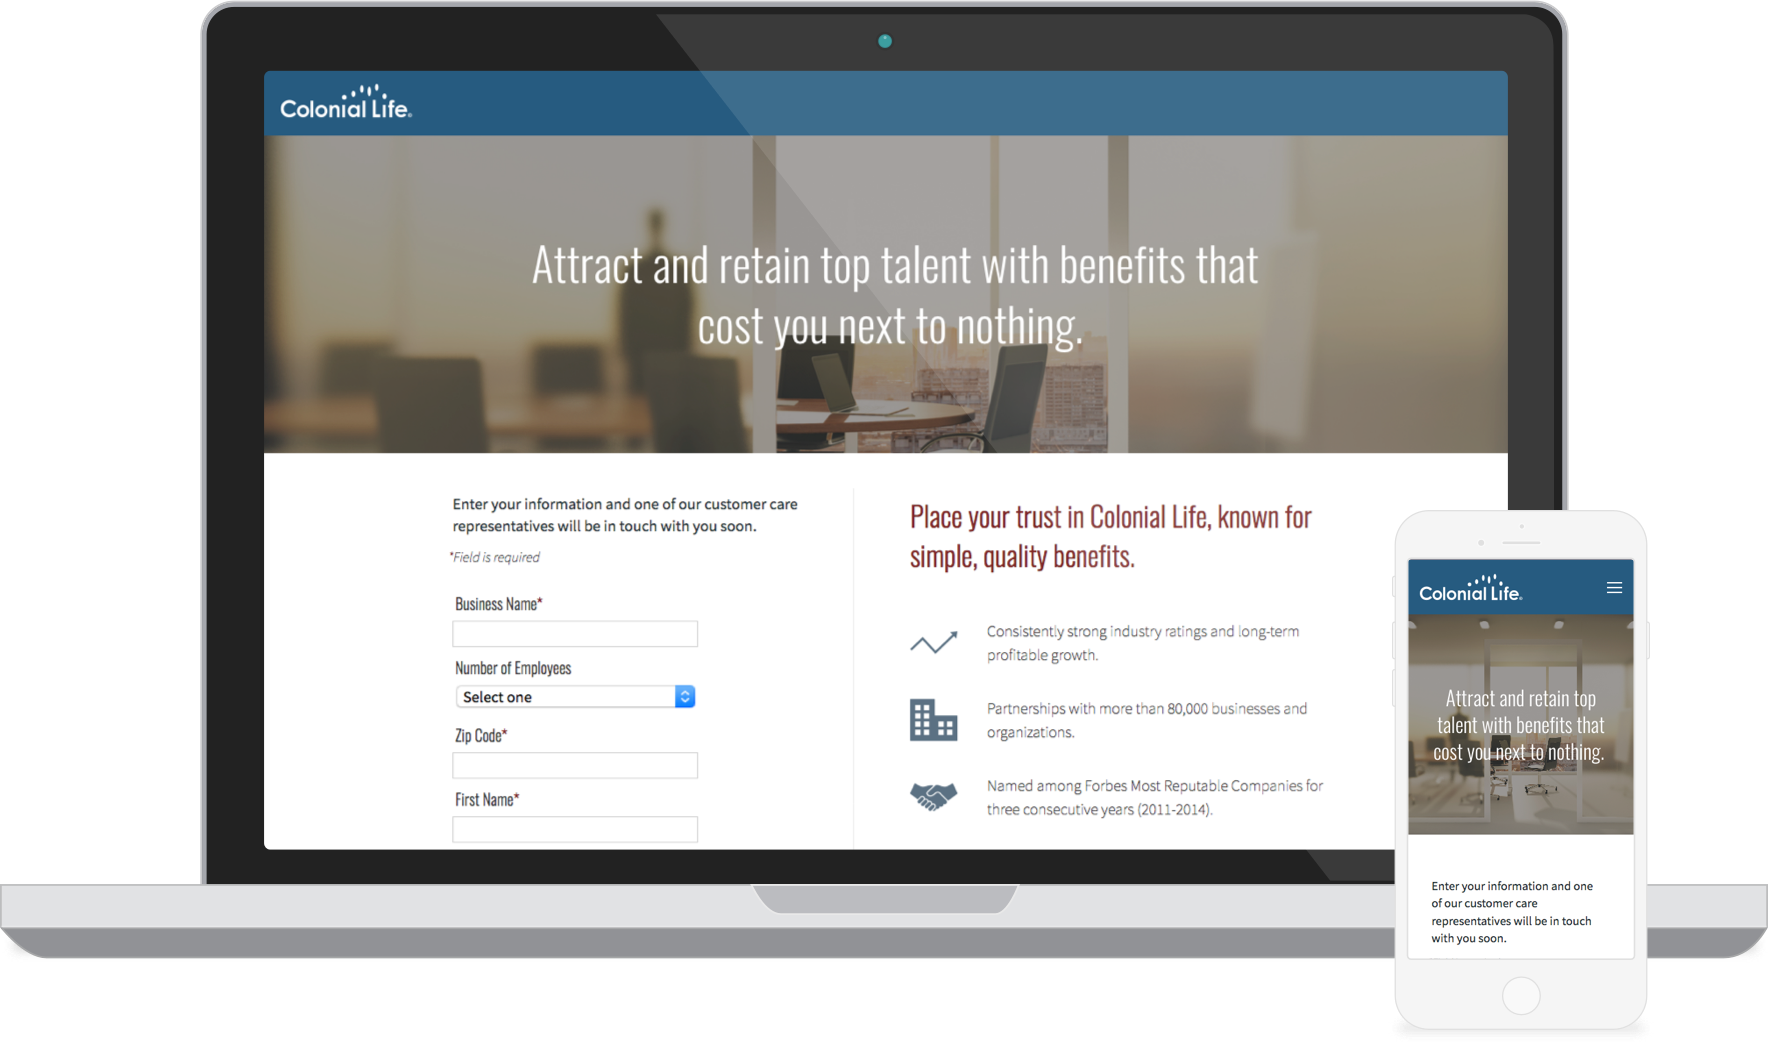 Colonial Life®
Attract and retain top talent with benefits that
cost you next to nothing.
Enter your information and one of our customer care
representatives will be in touch with you soon.
*Field is required
Business Name*
Number of Employees
Select one
Zip Code*
First Name*
Place your trust in Colonial Life, known for
simple, quality benefits.
Consistently strong industry ratings and long-term
profitable growth.
Partnerships with more than 80,000 businesses and
organizations.
Named among Forbes Most Reputable Companies for
three consecutive years (2011-2014).
Colonial Life®
Attract and retain top
talent with benefits that
cost you next to nothing.
Enter your information and one
of our customer care
representatives will be in touch
with you soon.